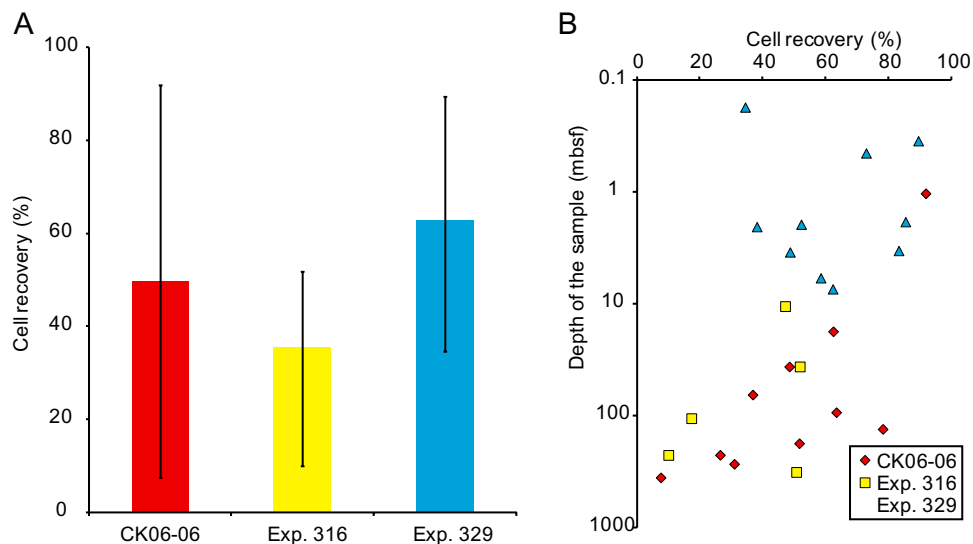 A
100
80
60
40
20
0
Cell recovery (%)
CK06-06 Exp. 316 Exp. 329
B
Cell recovery (%)
0 20 40 60 80 100
0.1
1
10
100
1000
Depth of the sample (mbsf)
CK06-06
Exp. 316
Exp. 329